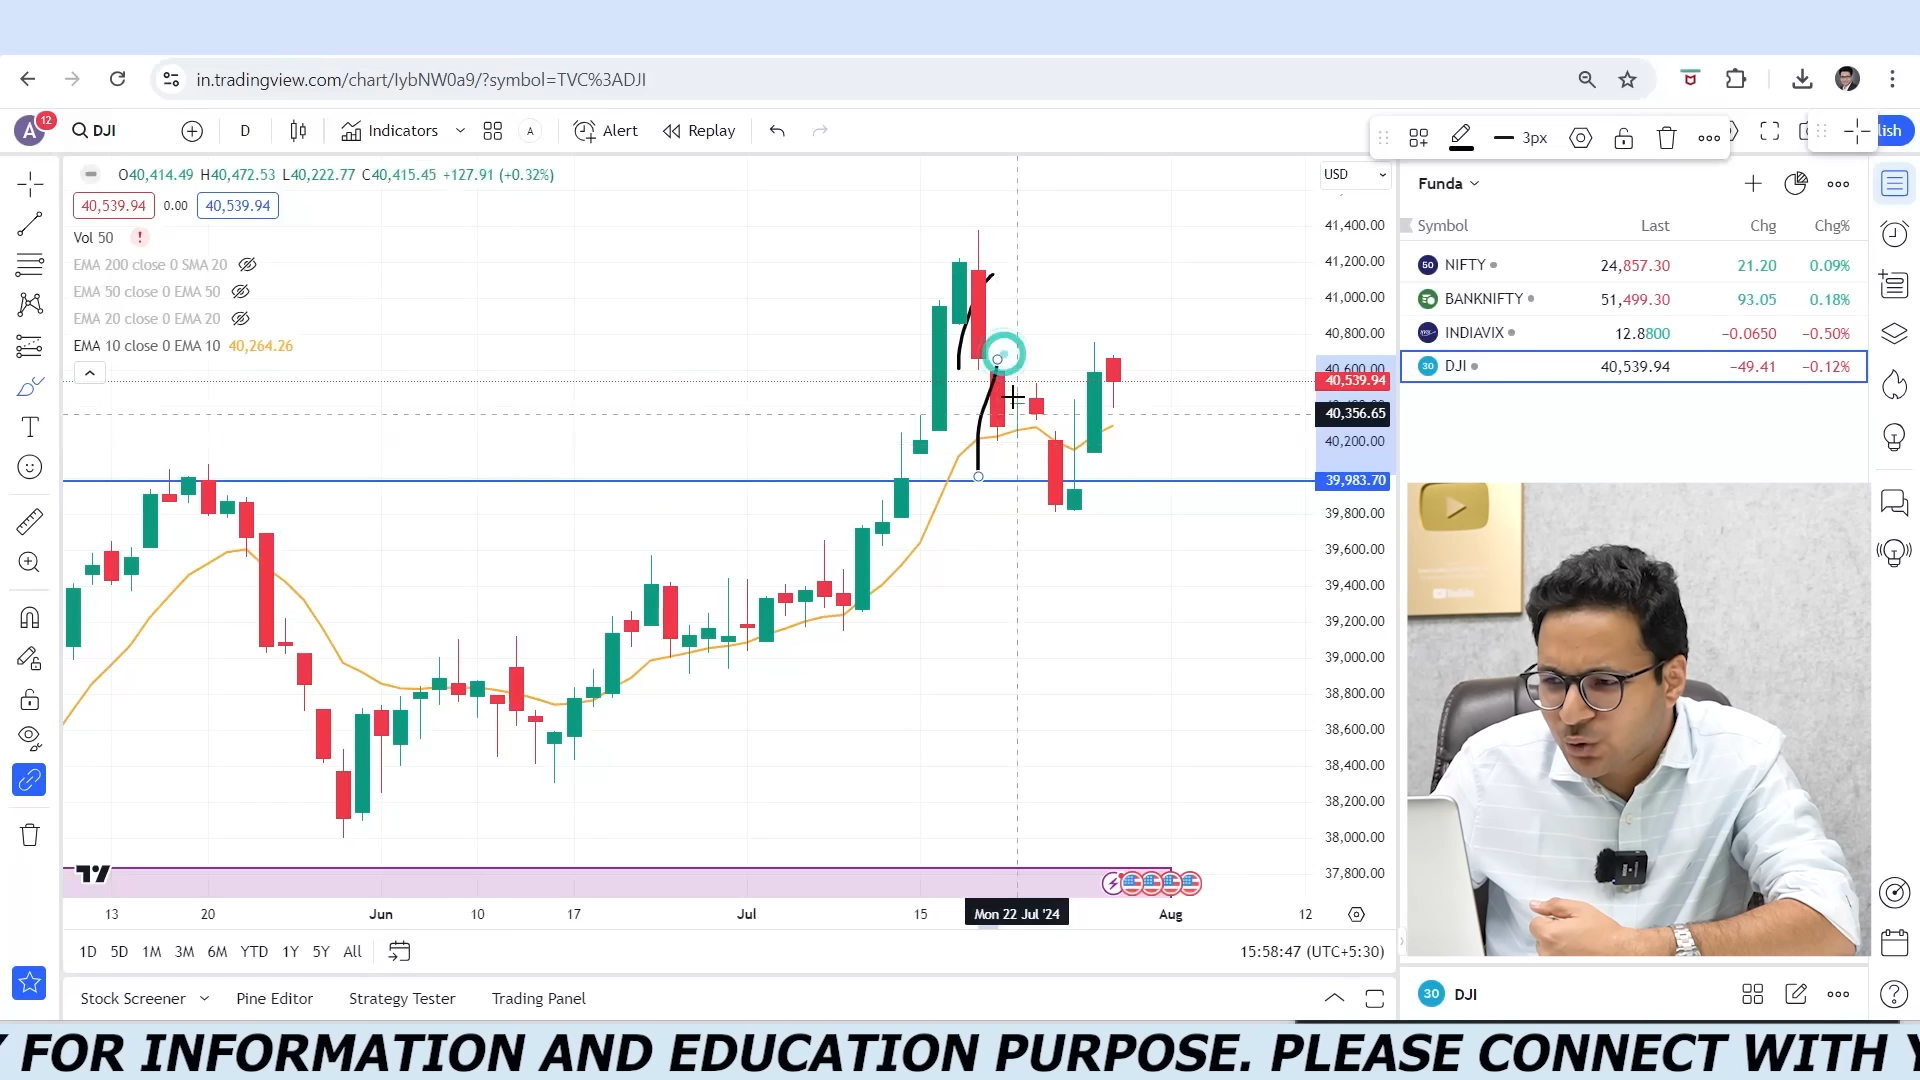 in.tradingview.com/chart/IybNW0a9/?symbol=TVC%3ADJI
A 12 DJI D Indicators A Alert Replay 3px lish
O40,414.49 H40,472.53 L40,222.77 C40,415.45 +127.91 (+0.32%)
40,539.94 0.00 40,539.94
Vol 50 !
EMA 200 close 0 SMA 20
EMA 50 close 0 EMA 50
EMA 20 close 0 EMA 20
EMA 10 close 0 EMA 10 40,264.26
USD
41,400.00
41,200.00
41,000.00
40,800.00
40,600.00
40,539.94
40,356.65
40,200.00
39,983.70
39,800.00
39,600.00
39,400.00
39,200.00
39,000.00
38,800.00
38,600.00
38,400.00
38,200.00
38,000.00
37,800.00
13 20 Jun 10 17 Jul 15 Mon 22 Jul '24 Aug 12
1D 5D 1M 3M 6M YTD 1Y 5Y All 15:58:47 (UTC+5:30)
Stock Screener Pine Editor Strategy Tester Trading Panel
Funda
Symbol Last Chg Chg%
50 NIFTY 24,857.30 21.20 0.09%
BANKNIFTY 51,499.30 93.05 0.18%
INDIAVIX 12.8800 −0.0650 −0.50%
30 DJI 40,539.94 −49.41 −0.12%
30 DJI
Y FOR INFORMATION AND EDUCATION PURPOSE. PLEASE CONNECT WITH Y